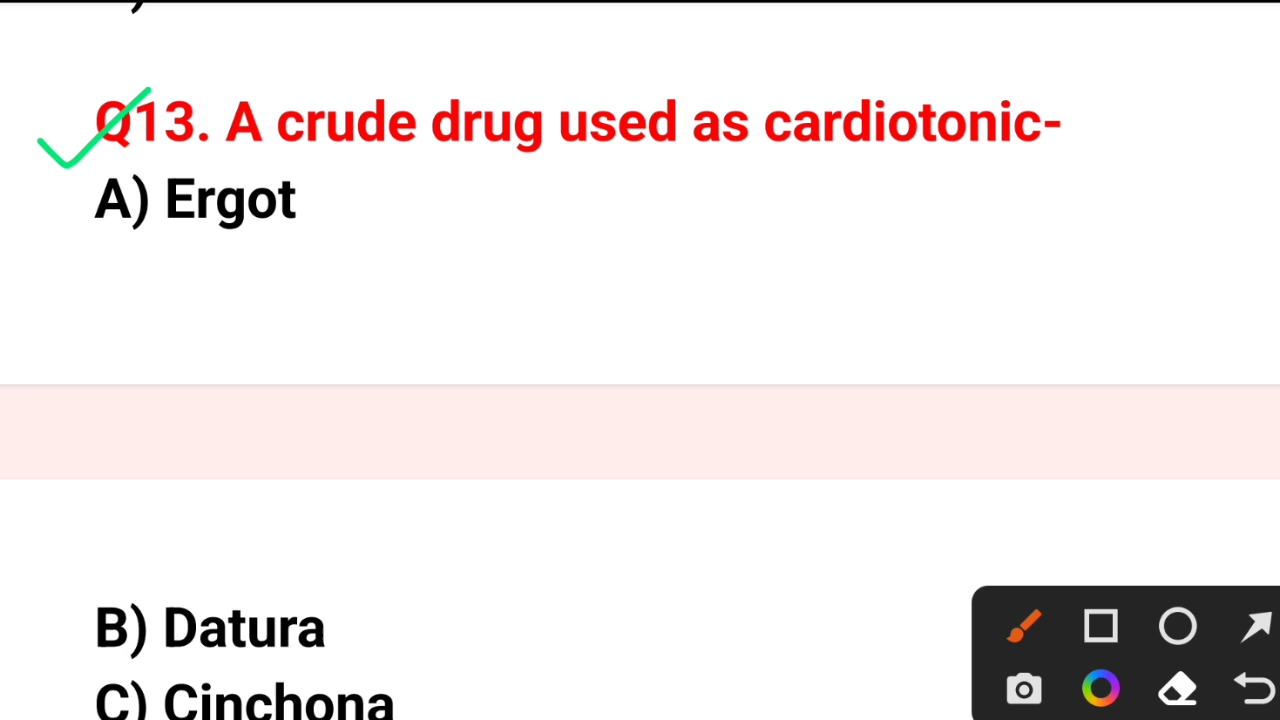 Q13. A crude drug used as cardiotonic-
A) Ergot
B) Datura
C) Cinchona